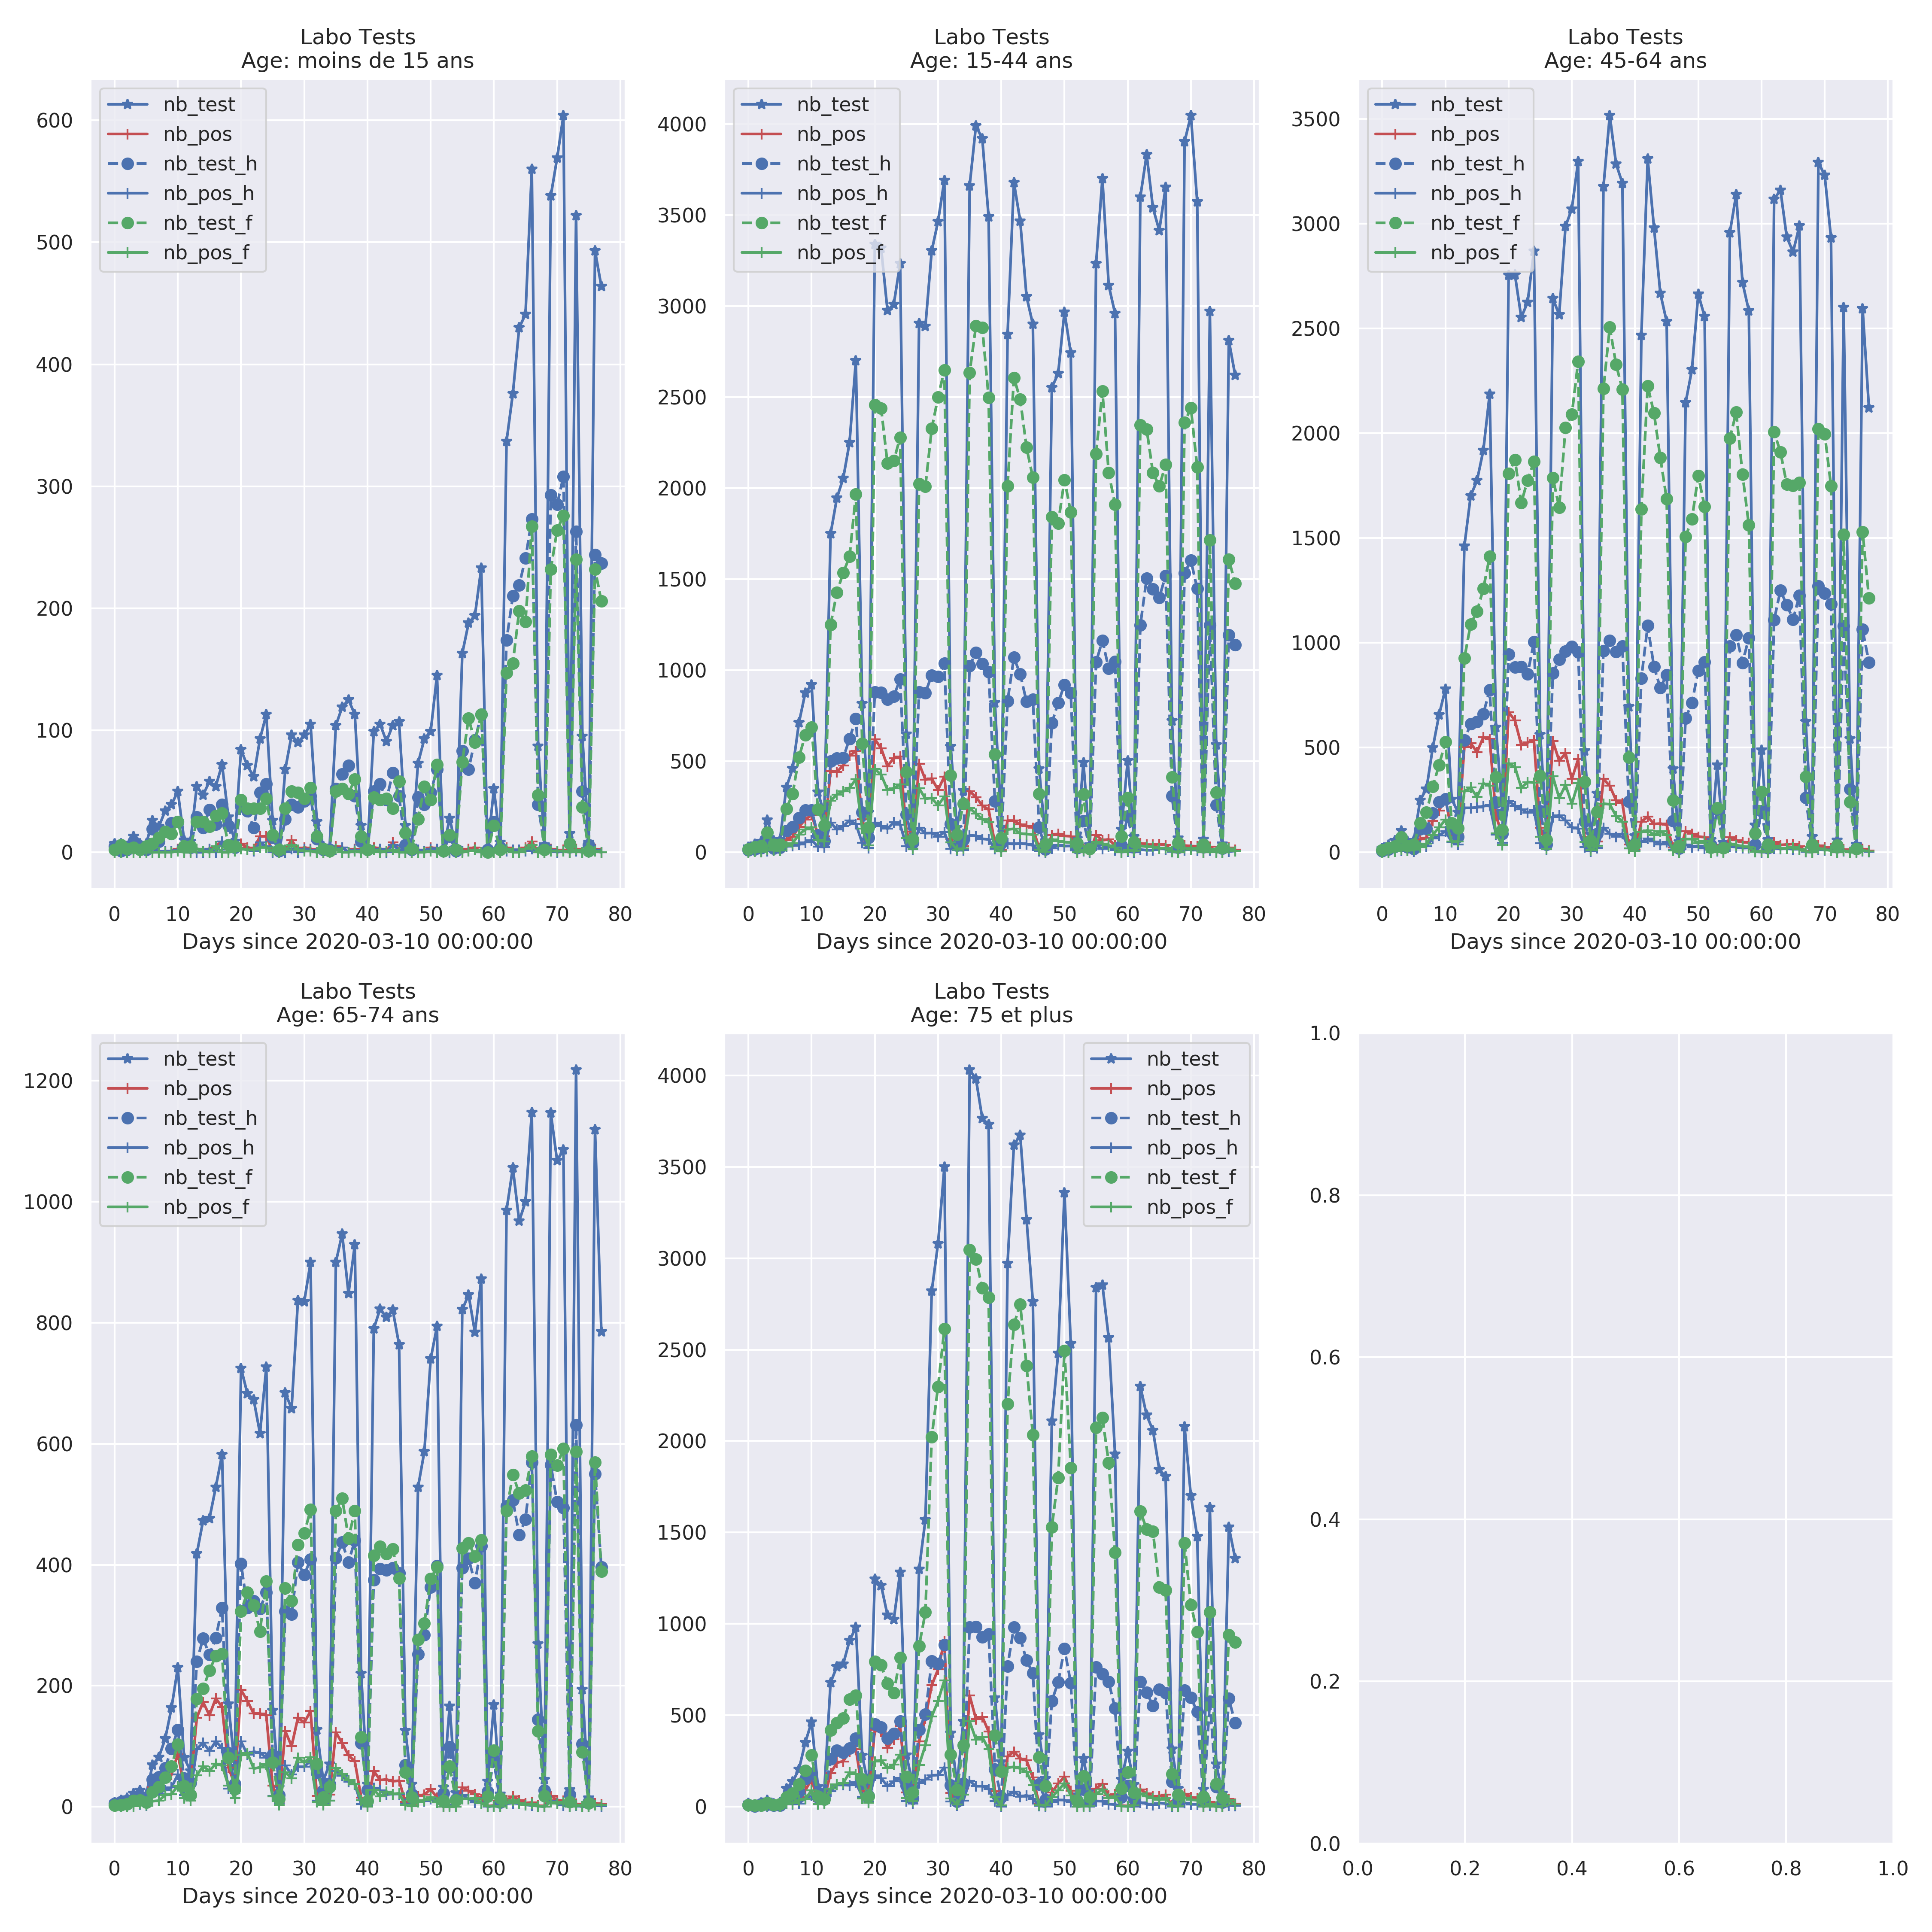 Labo Tests
Age: moins de 15 ans
nb_test
nb_pos
nb_test_h
nb_pos_h
nb_test_f
nb_pos_f
600
500
400
300
200
100
0
0 10 20 30 40 50 60 70 80
Days since 2020-03-10 00:00:00
Labo Tests
Age: 15-44 ans
nb_test
nb_pos
nb_test_h
nb_pos_h
nb_test_f
nb_pos_f
4000
3500
3000
2500
2000
1500
1000
500
0
0 10 20 30 40 50 60 70 80
Days since 2020-03-10 00:00:00
Labo Tests
Age: 45-64 ans
nb_test
nb_pos
nb_test_h
nb_pos_h
nb_test_f
nb_pos_f
3500
3000
2500
2000
1500
1000
500
0
0 10 20 30 40 50 60 70 80
Days since 2020-03-10 00:00:00
Labo Tests
Age: 65-74 ans
nb_test
nb_pos
nb_test_h
nb_pos_h
nb_test_f
nb_pos_f
1200
1000
800
600
400
200
0
0 10 20 30 40 50 60 70 80
Days since 2020-03-10 00:00:00
Labo Tests
Age: 75 et plus
nb_test
nb_pos
nb_test_h
nb_pos_h
nb_test_f
nb_pos_f
4000
3500
3000
2500
2000
1500
1000
500
0
0 10 20 30 40 50 60 70 80
Days since 2020-03-10 00:00:00
1.0
0.8
0.6
0.4
0.2
0.0
0.0 0.2 0.4 0.6 0.8 1.0